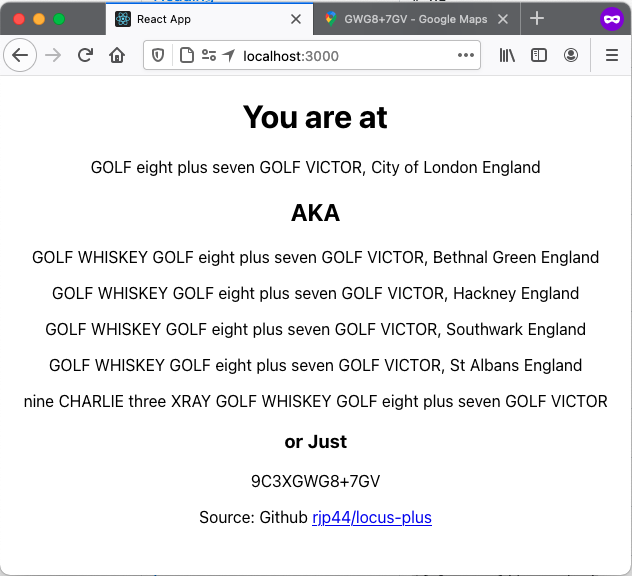 React App
GWG8+7GV - Google Maps
localhost:3000
You are at
GOLF eight plus seven GOLF VICTOR, City of London England
AKA
GOLF WHISKEY GOLF eight plus seven GOLF VICTOR, Bethnal Green England
GOLF WHISKEY GOLF eight plus seven GOLF VICTOR, Hackney England
GOLF WHISKEY GOLF eight plus seven GOLF VICTOR, Southwark England
GOLF WHISKEY GOLF eight plus seven GOLF VICTOR, St Albans England
nine CHARLIE three XRAY GOLF WHISKEY GOLF eight plus seven GOLF VICTOR
or Just
9C3XGWG8+7GV
Source: Github rjp44/locus-plus